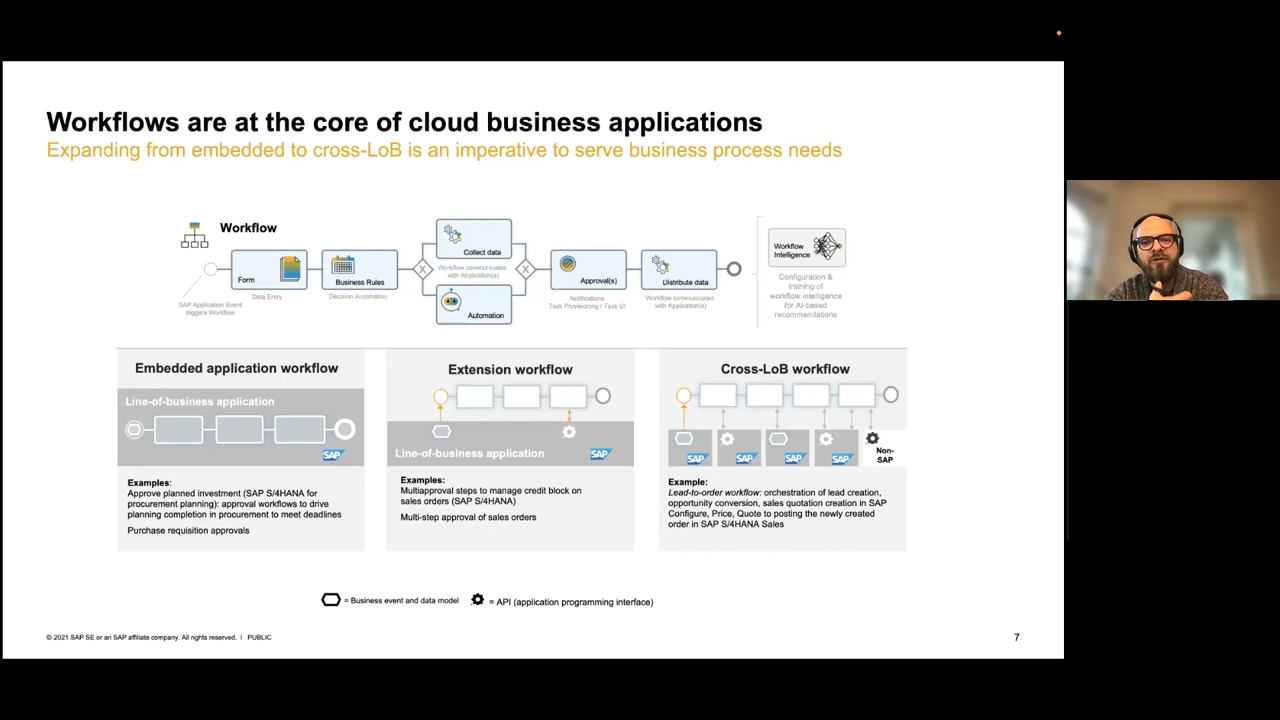 Workflows are at the core of cloud business applications
Expanding from embedded to cross-LoB is an imperative to serve business process needs
Workflow
SAP Application Event
triggers Workflow
Form
Data Entry
Business Rules
Decision Automation
X
Collect data
Workflow communicates
with Application(s)
Automation
X
Approval(s)
Notifications
Task Provisioning / Task UI
Distribute data
Workflow communicates
with Application(s)
Workflow
Intelligence
Configuration &
training of
workflow intelligence
for AI-based
recommendations
Embedded application workflow
Line-of-business application
SAP
Examples:
Approve planned investment (SAP S/4HANA for
procurement planning): approval workflows to drive
planning completion in procurement to meet deadlines
Purchase requisition approvals
Extension workflow
Line-of-business application
SAP
Examples:
Multiapproval steps to manage credit block on
sales orders (SAP S/4HANA)
Multi-step approval of sales orders
Cross-LoB workflow
SAP
SAP
SAP
SAP
Non-
SAP
Example:
Lead-to-order workflow: orchestration of lead creation,
opportunity conversion, sales quotation creation in SAP
Configure, Price, Quote to posting the newly created
order in SAP S/4HANA Sales
= Business event and data model
= API (application programming interface)
© 2021 SAP SE or an SAP affiliate company. All rights reserved. | PUBLIC
7